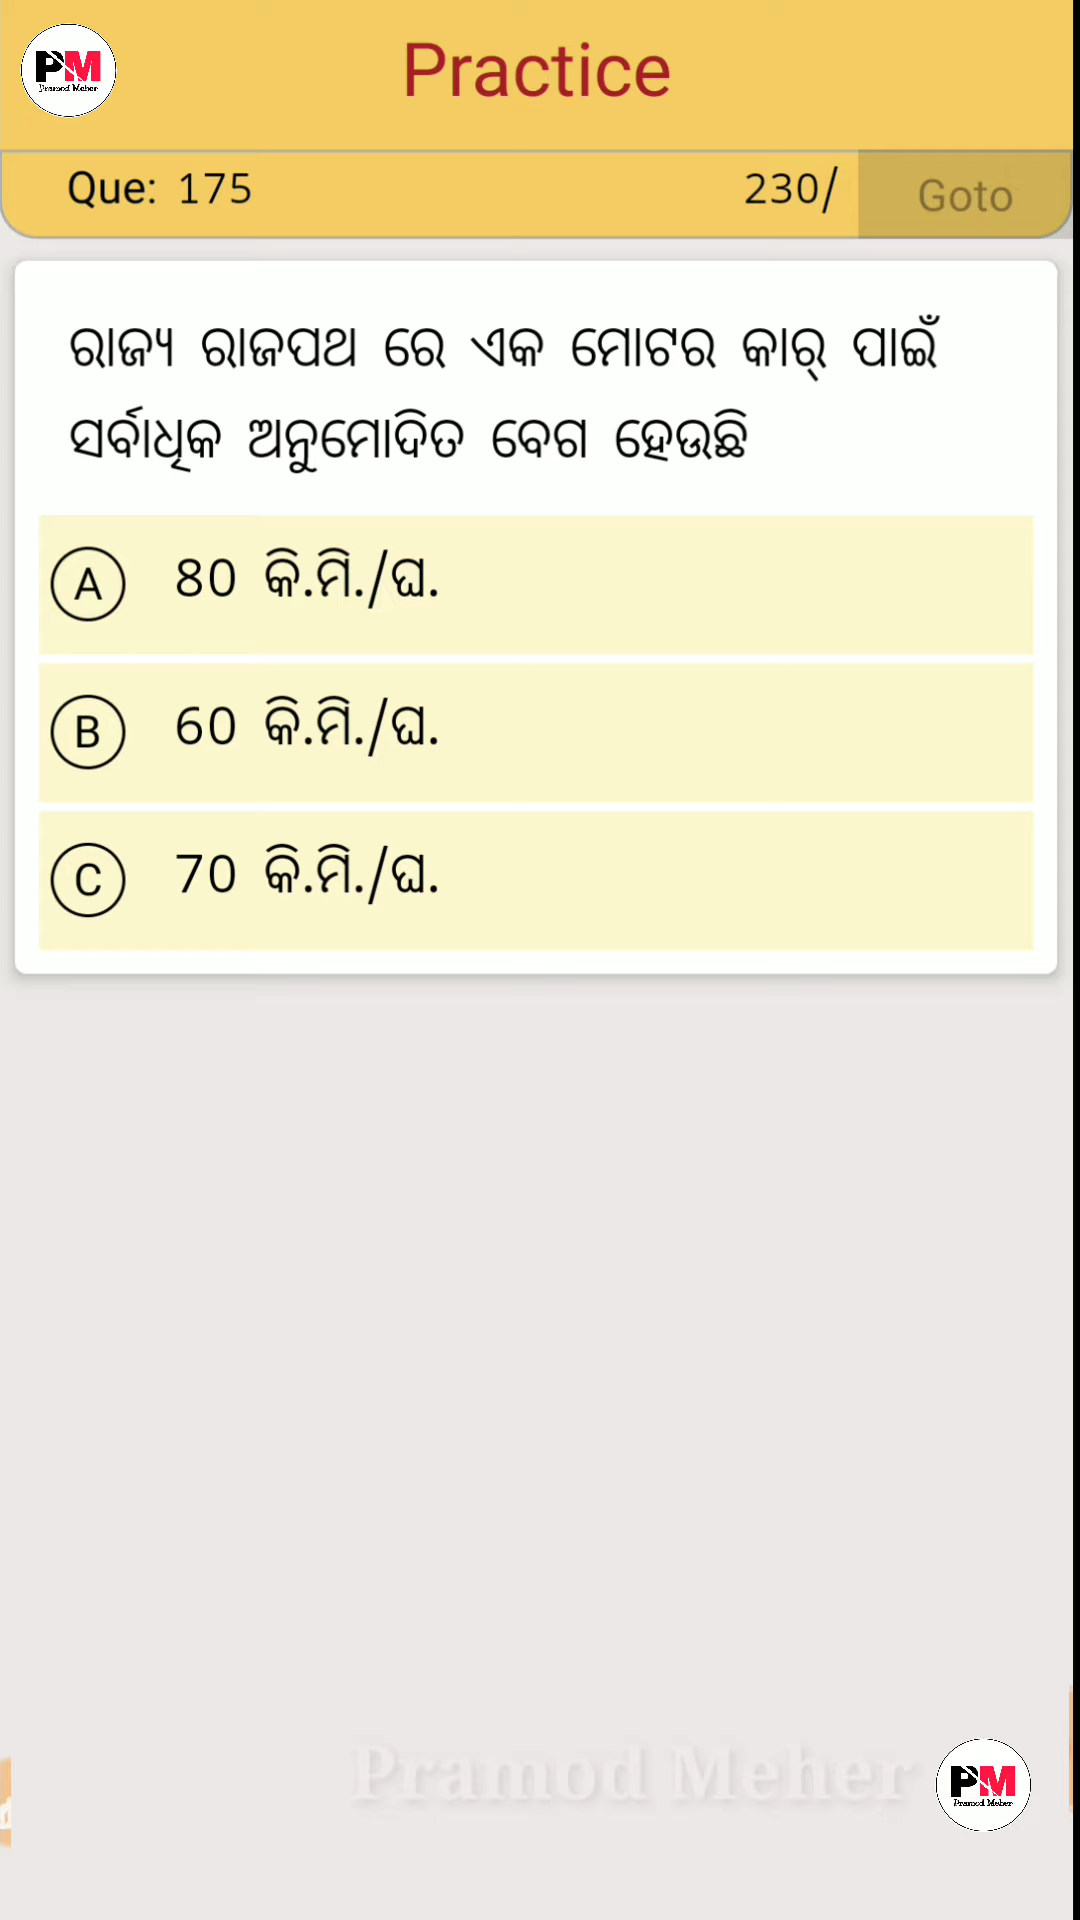 PM
Pramod Meher
Practice
Que: 175
230/
Goto
ରାଜ୍ୟ ରାଜପଥ ରେ ଏକ ମୋଟର କାର୍ ପାଇଁ
ସର୍ବାଧିକ ଅନୁମୋଦିତ ବେଗ ହେଉଛି
A 80 କି.ମି./ଘ.
B 60 କି.ମି./ଘ.
C 70 କି.ମି./ଘ.
Pramod Meher
PM
Pramod Meher